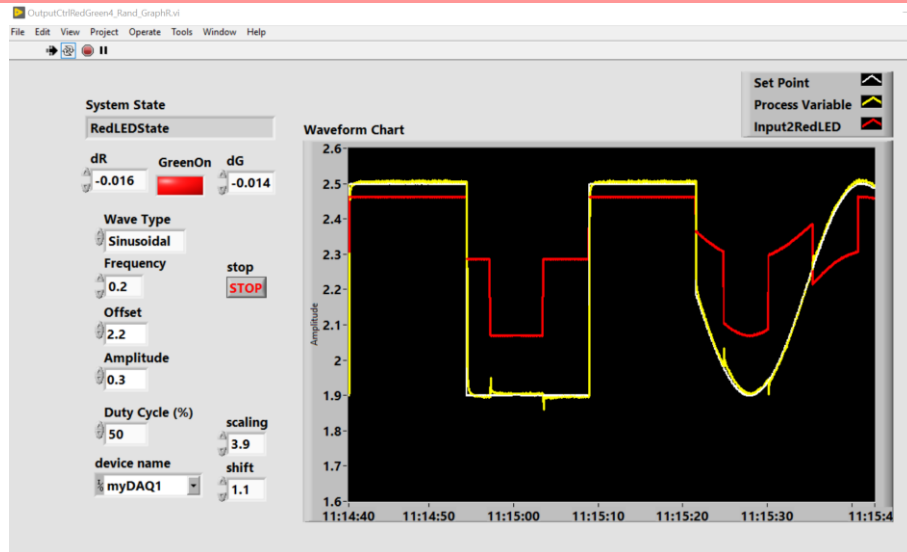 OutputCtrlRedGreen4_Rand_GraphR.vi
File Edit View Project Operate Tools Window Help
Set Point
Process Variable
Input2RedLED
System State
RedLEDState
Waveform Chart
dR GreenOn dG
-0.016 -0.014
Wave Type
Sinusoidal
Frequency
0.2
stop
STOP
Offset
2.2
Amplitude
0.3
Duty Cycle (%)
50
scaling
3.9
device name
myDAQ1
shift
1.1
Amplitude
2.6
2.5
2.4
2.3
2.2
2.1
2
1.9
1.8
1.7
1.6
11:14:40 11:14:50 11:15:00 11:15:10 11:15:20 11:15:30 11:15:4